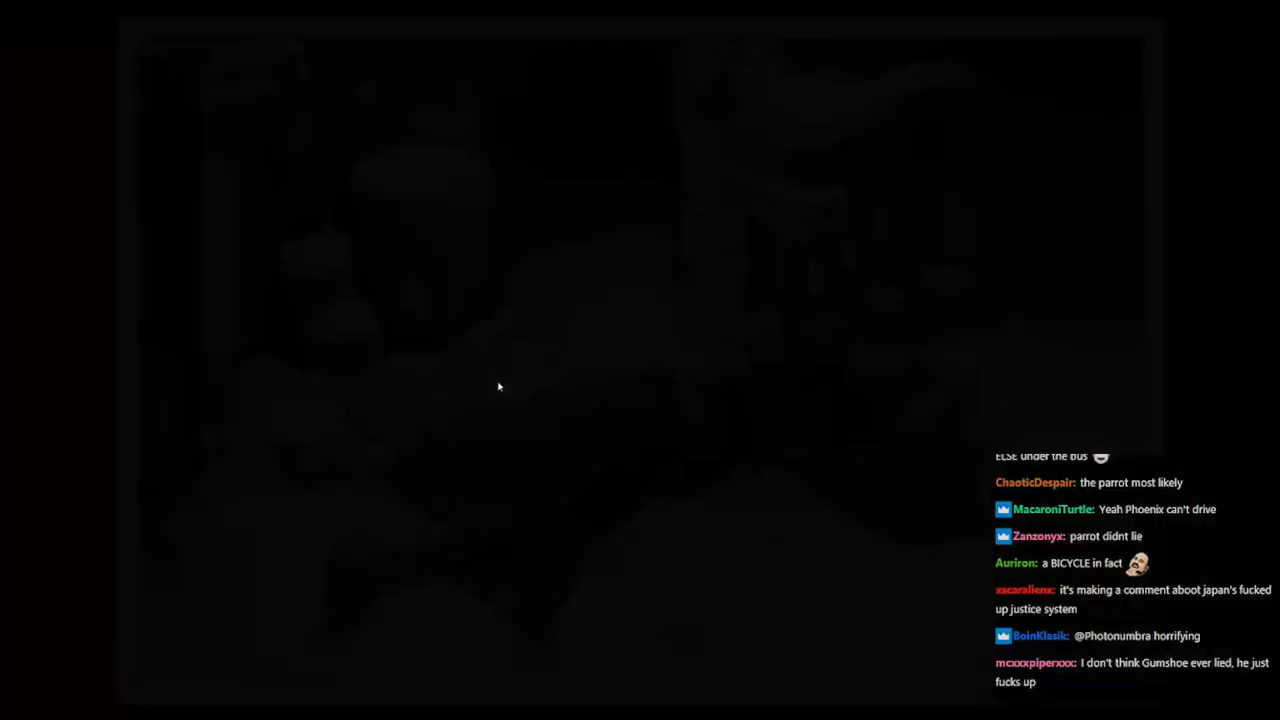 ELSE under the bus
ChaoticDespair: the parrot most likely
MacaroniTurtle: Yeah Phoenix can't drive
Zanzonyx: parrot didnt lie
Auriron: a BICYCLE in fact
xscaralienx: it's making a comment aboot japan's fucked
up justice system
BoinKlasik: @Photonumbra horrifying
mcxxxpiperxxx: I don't think Gumshoe ever lied, he just
fucks up